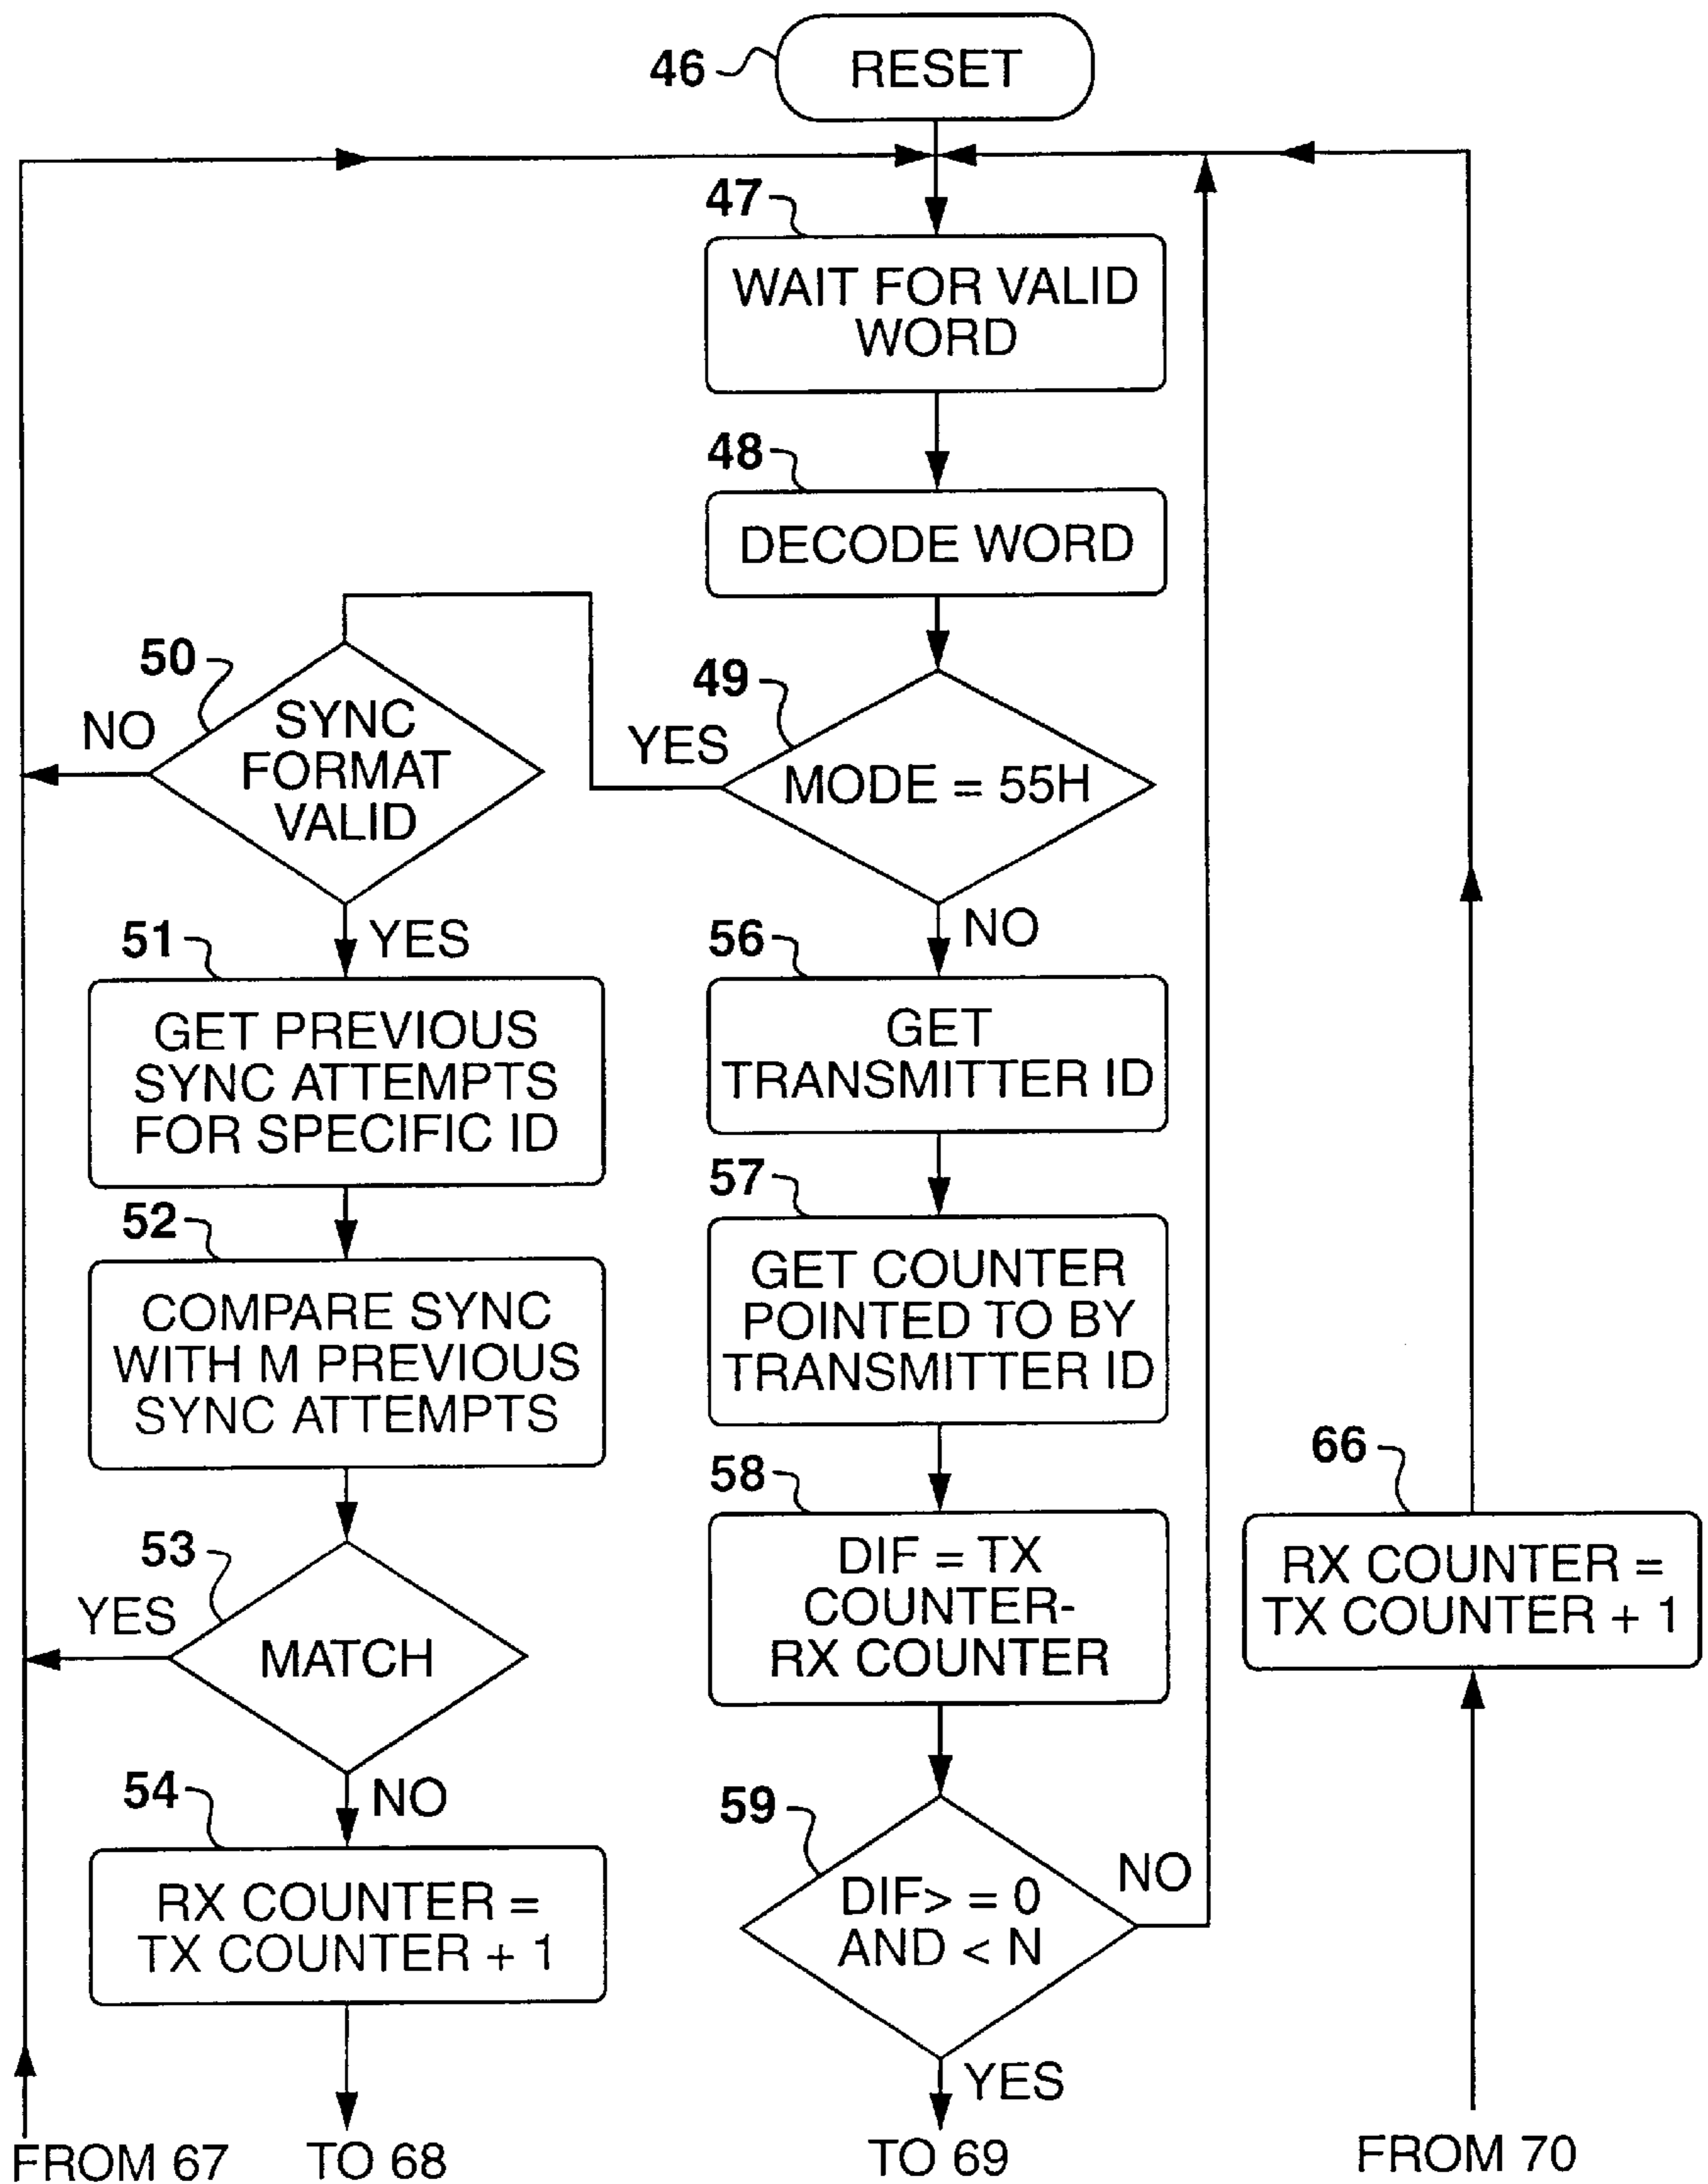 46
RESET
47
WAIT FOR VALID
WORD
48
DECODE WORD
49
MODE = 55H
YES
NO
50
SYNC
FORMAT
VALID
NO
YES
51
GET PREVIOUS
SYNC ATTEMPTS
FOR SPECIFIC ID
52
COMPARE SYNC
WITH M PREVIOUS
SYNC ATTEMPTS
53
MATCH
YES
NO
54
RX COUNTER =
TX COUNTER + 1
56
GET
TRANSMITTER ID
57
GET COUNTER
POINTED TO BY
TRANSMITTER ID
58
DIF = TX
COUNTER-
RX COUNTER
59
DIF> = 0
AND < N
NO
YES
66
RX COUNTER =
TX COUNTER + 1
FROM 67
TO 68
TO 69
FROM 70